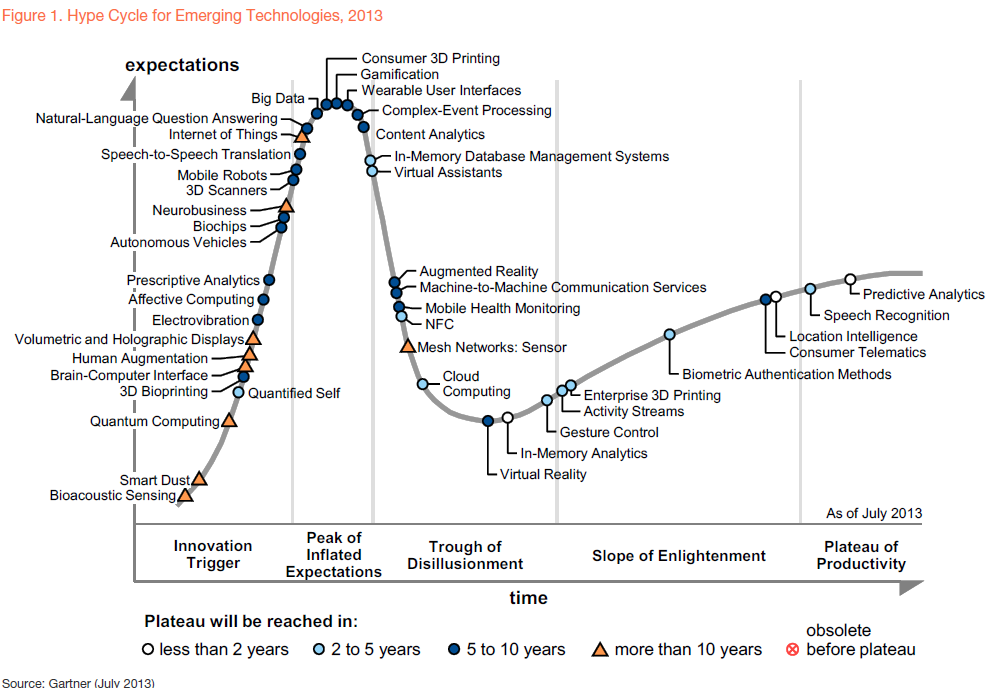 Figure 1. Hype Cycle for Emerging Technologies, 2013
expectations
Consumer 3D Printing
Gamification
Wearable User Interfaces
Big Data
Complex-Event Processing
Natural-Language Question Answering
Internet of Things
Content Analytics
Speech-to-Speech Translation
In-Memory Database Management Systems
Mobile Robots
Virtual Assistants
3D Scanners
Neurobusiness
Biochips
Autonomous Vehicles
Augmented Reality
Prescriptive Analytics
Machine-to-Machine Communication Services
Affective Computing
Mobile Health Monitoring
Electrovibration
NFC
Volumetric and Holographic Displays
Mesh Networks: Sensor
Human Augmentation
Brain-Computer Interface
3D Bioprinting
Quantified Self
Cloud
Computing
Quantum Computing
Smart Dust
Bioacoustic Sensing
Predictive Analytics
Speech Recognition
Location Intelligence
Consumer Telematics
Biometric Authentication Methods
Enterprise 3D Printing
Activity Streams
Gesture Control
In-Memory Analytics
Virtual Reality
As of July 2013
Innovation
Trigger
Peak of
Inflated
Expectations
Trough of
Disillusionment
Slope of Enlightenment
Plateau of
Productivity
time
Plateau will be reached in:
less than 2 years
2 to 5 years
5 to 10 years
more than 10 years
obsolete
before plateau
Source: Gartner (July 2013)